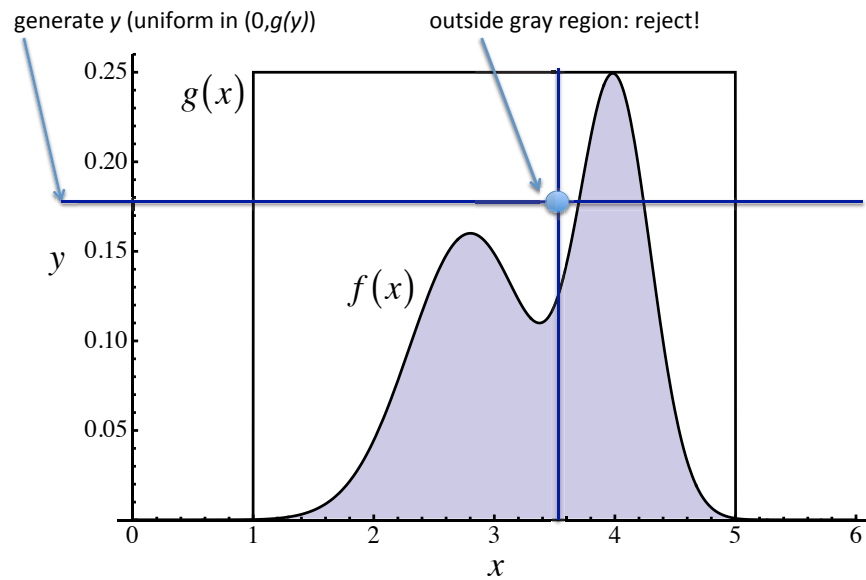 generate y (uniform in (0,g(y))
outside gray region: reject!
0.25
g(x)
0.20
y
0.15
f(x)
0.10
0.05
0 1 2 3 4 5 6
x